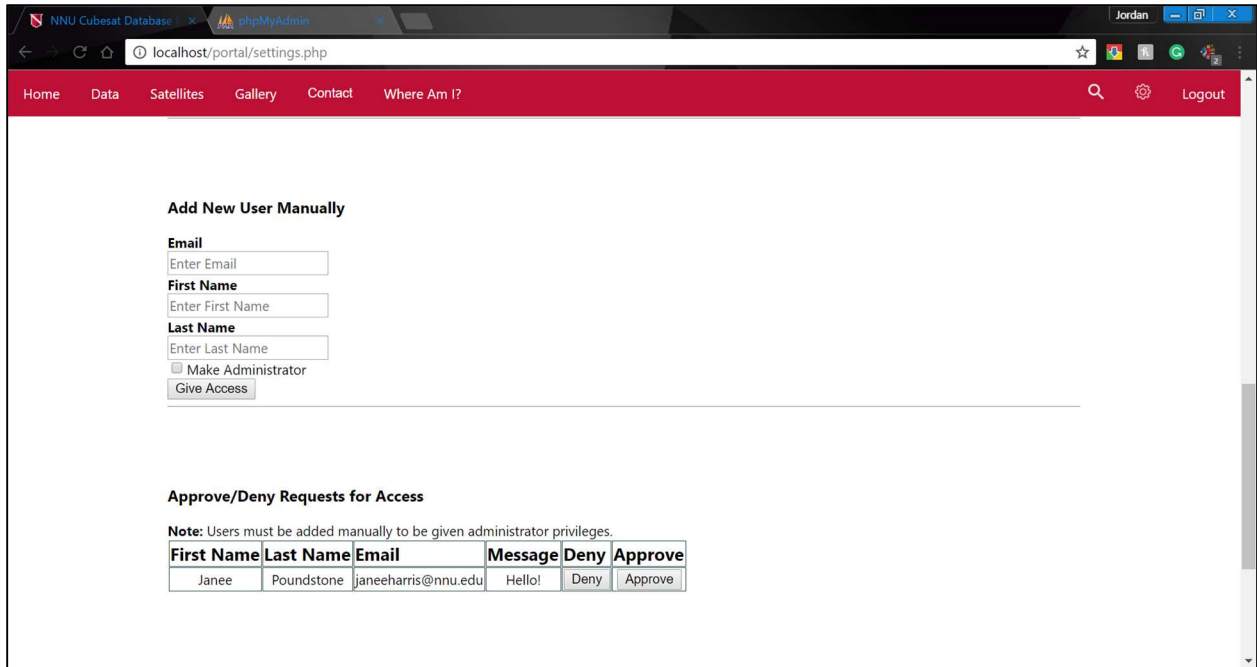 NNU Cubesat Database
phpMyAdmin
Jordan
localhost/portal/settings.php
2
Home Data Satellites Gallery Contact Where Am I? Logout
Add New User Manually
Email
Enter Email
First Name
Enter First Name
Last Name
Enter Last Name
Make Administrator
Give Access
Approve/Deny Requests for Access
Note: Users must be added manually to be given administrator privileges.
First Name Last Name Email Message Deny Approve
Janee Poundstone janeeharris@nnu.edu Hello! Deny Approve